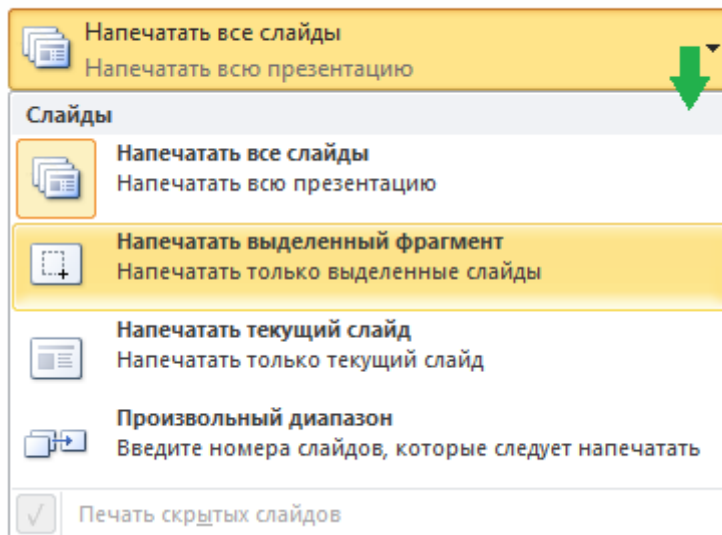 Напечатать все слайды
Напечатать всю презентацию
Слайды
Напечатать все слайды
Напечатать всю презентацию
Напечатать выделенный фрагмент
Напечатать только выделенные слайды
Напечатать текущий слайд
Напечатать только текущий слайд
Произвольный диапазон
Введите номера слайдов, которые следует напечатать
Печать скрытых слайдов